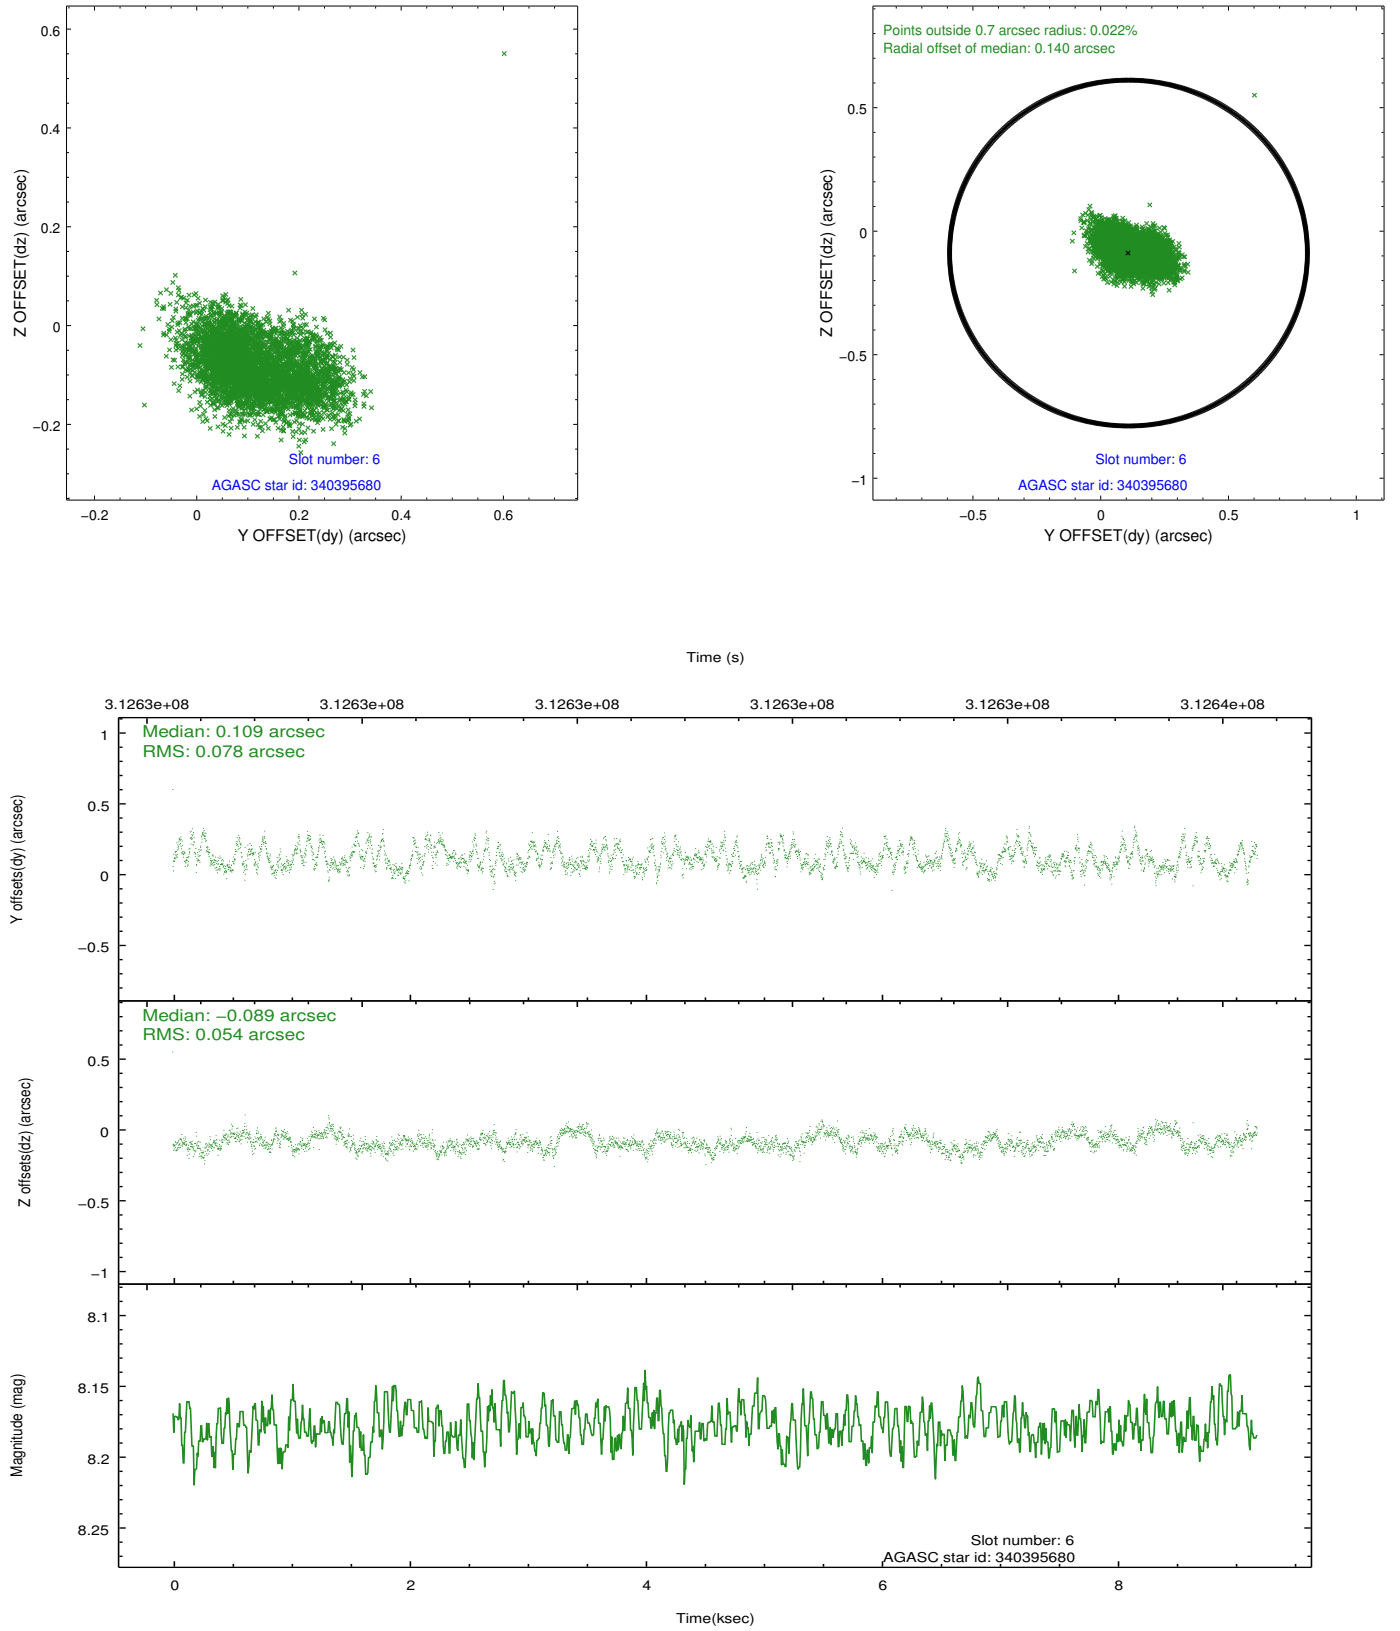 0.6
0.4
0.2
0
−0.2
Z OFFSET(dz) (arcsec)
Slot number: 6
AGASC star id: 340395680
−0.2 0 0.2 0.4 0.6
Y OFFSET(dy) (arcsec)
Points outside 0.7 arcsec radius: 0.022%
Radial offset of median: 0.140 arcsec
0.5
0
−0.5
−1
Z OFFSET(dz) (arcsec)
Slot number: 6
AGASC star id: 340395680
−0.5 0 0.5 1
Y OFFSET(dy) (arcsec)
Time (s)
3.1263e+08 3.1263e+08 3.1263e+08 3.1263e+08 3.1263e+08 3.1264e+08
Median: 0.109 arcsec
RMS: 0.078 arcsec
1
0.5
0
−0.5
Y offsets(dy) (arcsec)
Median: −0.089 arcsec
RMS: 0.054 arcsec
0.5
0
−0.5
−1
Z offsets(dz) (arcsec)
8.1
8.15
8.2
8.25
Magnitude (mag)
Slot number: 6
AGASC star id: 340395680
0 2 4 6 8
Time(ksec)